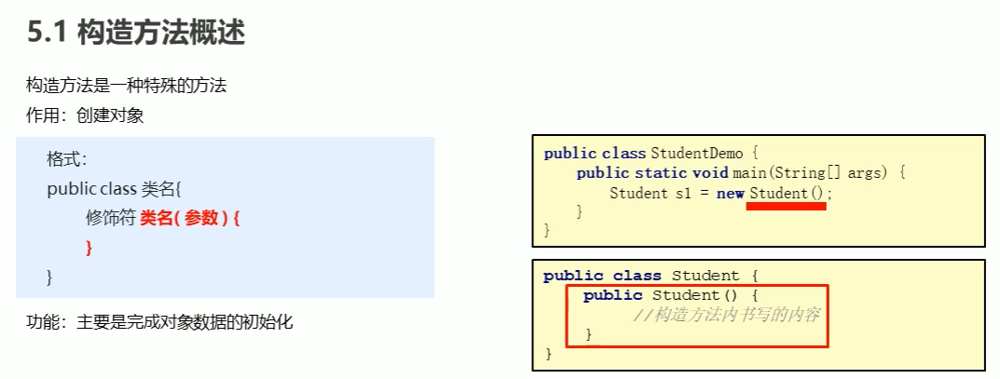 5.1 构造方法概述
构造方法是一种特殊的方法
作用：创建对象
格式：
public class 类名{
修饰符 类名( 参数 ) {
}
}
功能：主要是完成对象数据的初始化
public class StudentDemo {
public static void main(String[] args) {
Student s1 = new Student();
}
}
public class Student {
public Student() {
//构造方法内书写的内容
}
}